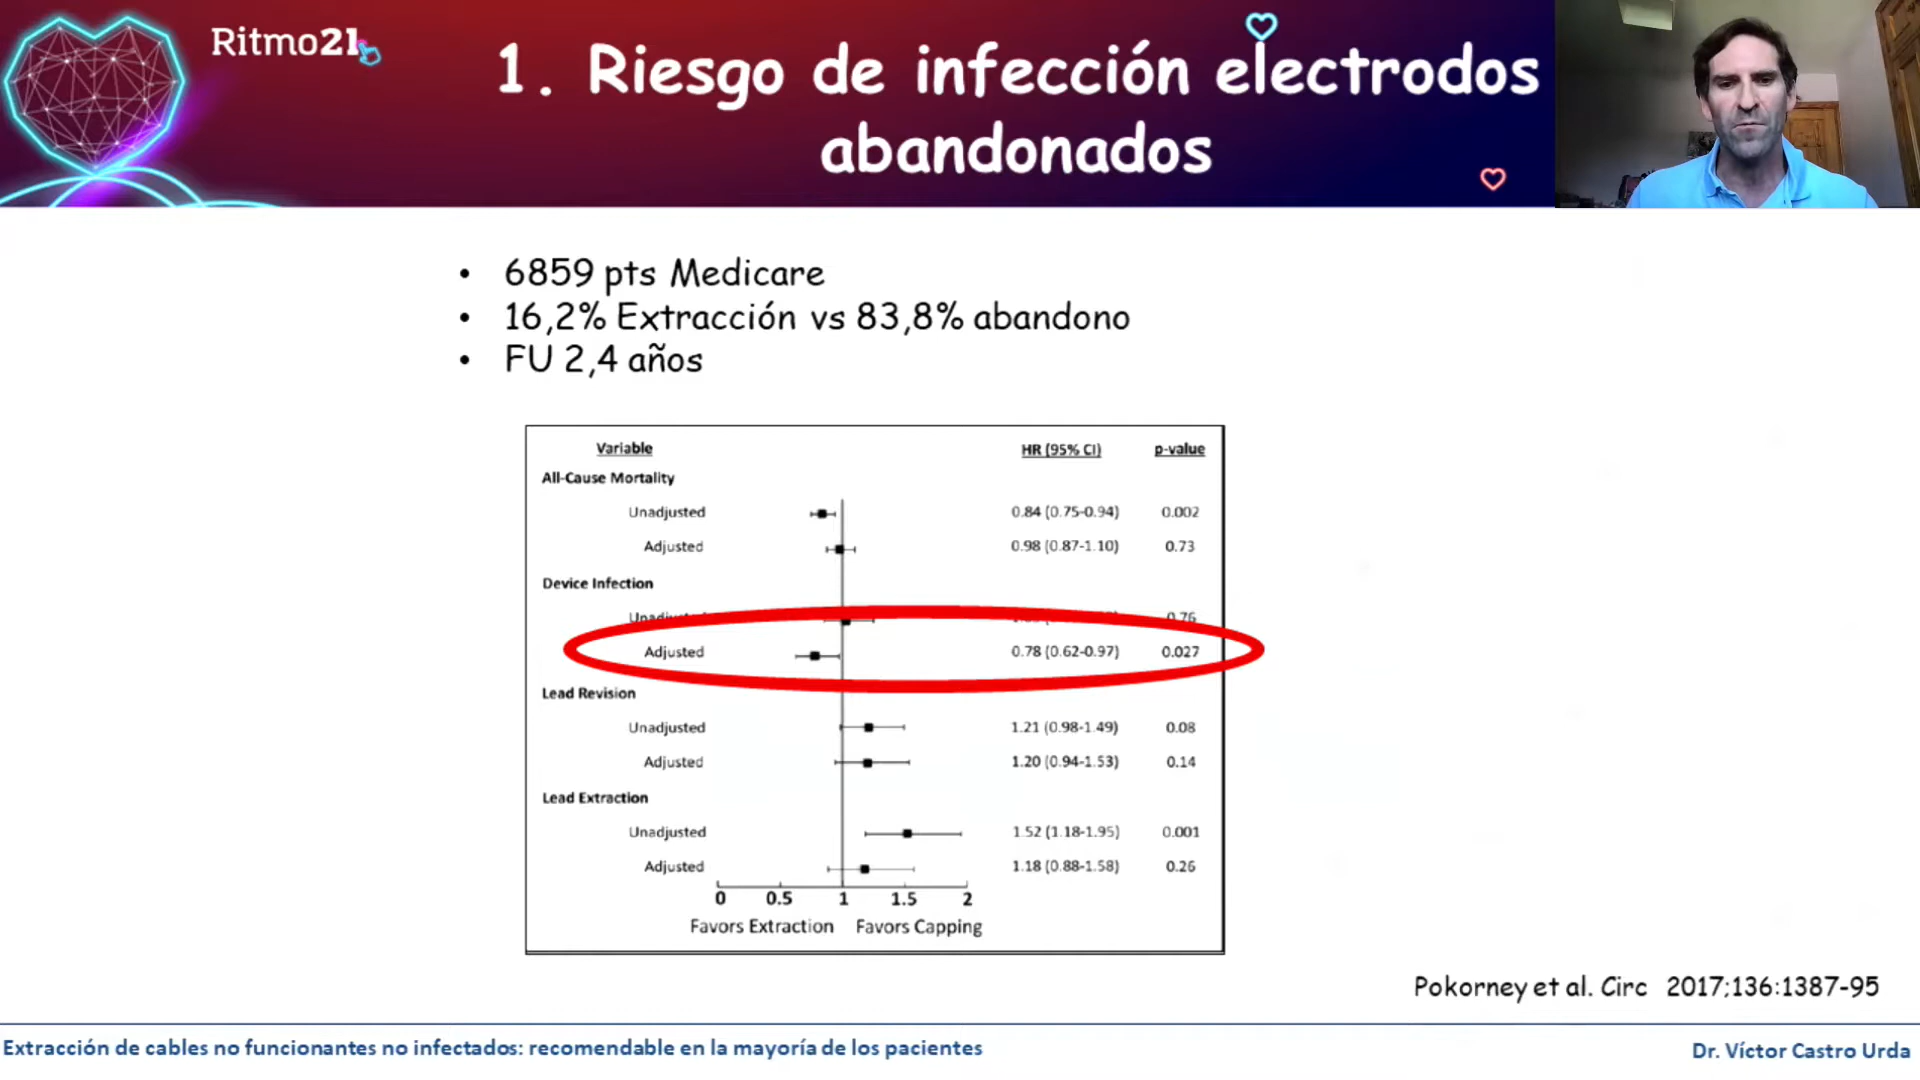 Ritmo21
1. Riesgo de infección electrodos
abandonados
• 6859 pts Medicare
• 16,2% Extracción vs 83,8% abandono
• FU 2,4 años
Variable HR (95% CI) p-value
All-Cause Mortality
Unadjusted 0.84 (0.75-0.94) 0.002
Adjusted 0.98 (0.87-1.10) 0.73
Device Infection
Unadjusted 0.76
Adjusted 0.78 (0.62-0.97) 0.027
Lead Revision
Unadjusted 1.21 (0.98-1.49) 0.08
Adjusted 1.20 (0.94-1.53) 0.14
Lead Extraction
Unadjusted 1.52 (1.18-1.95) 0.001
Adjusted 1.18 (0.88-1.58) 0.26
0 0.5 1 1.5 2
Favors Extraction Favors Capping
Pokorney et al. Circ 2017;136:1387-95
Extracción de cables no funcionantes no infectados: recomendable en la mayoría de los pacientes
Dr. Víctor Castro Urda